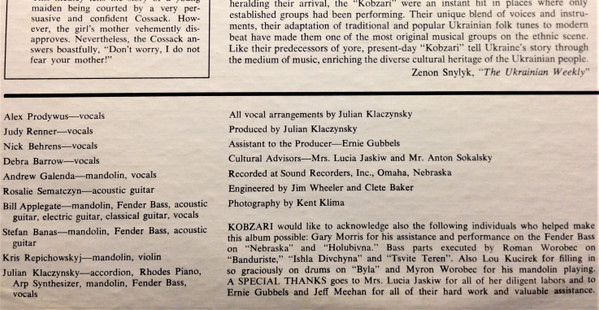 maiden being courted by a very per-
suasive and confident Cossack. How-
ever, the girl's mother vehemently dis-
approves. Nevertheless, the Cossack an-
swers boastfully, "Don't worry, I do not
fear your mother!"
heralding their arrival, the "Kobzari" were an instant hit in places where only
established groups had been performing. Their unique blend of voices and instru-
ments, their adaptation of traditional and popular Ukrainian folk tunes to modern
beat have made them one of the most original musical groups on the ethnic scene.
Like their predecessors of yore, present-day "Kobzari" tell Ukraine's story through
the medium of music, enriching the diverse cultural heritage of the Ukrainian people.
Zenon Snylyk, "The Ukrainian Weekly"
Alex Prodywus—vocals
Judy Renner—vocals
Nick Behrens—vocals
Debra Barrow—vocals
Andrew Galenda—mandolin, vocals
Rosalie Sematczyn—acoustic guitar
Bill Applegate—mandolin, Fender Bass, acoustic
guitar, electric guitar, classical guitar, vocals
Stefan Banas—mandolin, Fender Bass, acoustic
guitar
Kris Repichowskyj—mandolin, violin
Julian Klaczynsky—accordion, Rhodes Piano,
Arp Synthesizer, mandolin, Fender Bass,
vocals
All vocal arrangements by Julian Klaczynsky
Produced by Julian Klaczynsky
Assistant to the Producer—Ernie Gubbels
Cultural Advisors—Mrs. Lucia Jaskiw and Mr. Anton Sokalsky
Recorded at Sound Recorders, Inc., Omaha, Nebraska
Engineered by Jim Wheeler and Clete Baker
Photography by Kent Klima
KOBZARI would like to acknowledge also the following individuals who helped make
this album possible: Gary Morris for his assistance and performance on the Fender Bass
on "Nebraska" and "Holubivna." Bass parts executed by Roman Worobec on
"Banduriste," "Ishla Divchyna" and "Tsvite Teren". Also Lou Kucirek for filling in
so graciously on drums on "Byla" and Myron Worobec for his mandolin playing.
A SPECIAL THANKS goes to Mrs. Lucia Jaskiw for all of her diligent labors and to
Ernie Gubbels and Jeff Meehan for all of their hard work and valuable assistance.